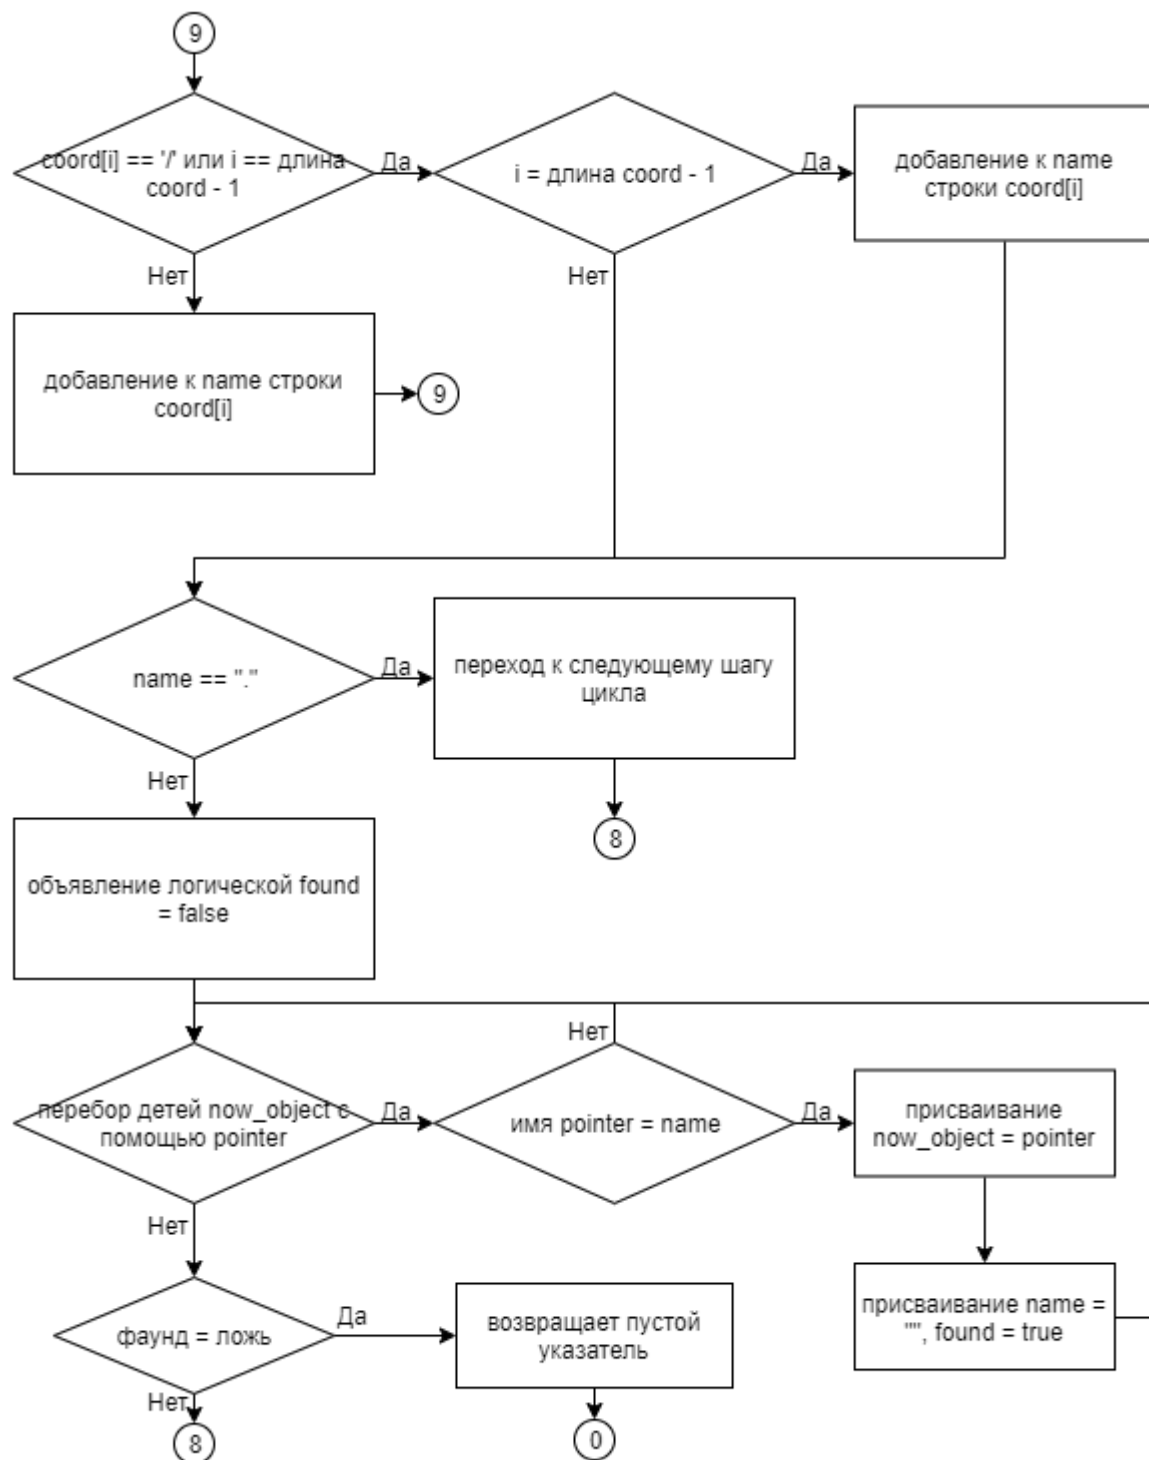 9
coord[i] == '/' или i == длина
coord - 1
Да
i = длина coord - 1
Да
добавление к name
строки coord[i]
Нет
Нет
добавление к name строки
coord[i]
9
name == "."
Да
переход к следующему шагу
цикла
Нет
8
объявление логической found
= false
Нет
перебор детей now_object с
помощью pointer
Да
имя pointer = name
Да
присваивание
now_object = pointer
Нет
фаунд = ложь
Да
возвращает пустой
указатель
присваивание name =
"", found = true
Нет
8
0